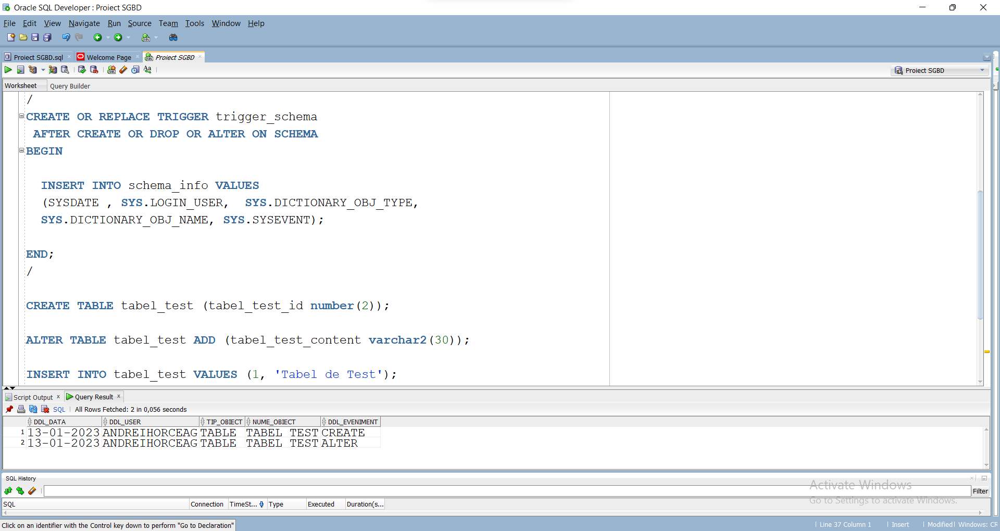 Oracle SQL Developer : Proiect SGBD
File Edit View Navigate Run Source Team Tools Window Help
Proiect SGBD.sql Welcome Page Proiect SGBD
Proiect SGBD
Worksheet Query Builder
/
CREATE OR REPLACE TRIGGER trigger_schema
AFTER CREATE OR DROP OR ALTER ON SCHEMA
BEGIN
INSERT INTO schema_info VALUES
(SYSDATE , SYS.LOGIN_USER, SYS.DICTIONARY_OBJ_TYPE,
SYS.DICTIONARY_OBJ_NAME, SYS.SYSEVENT);
END;
/
CREATE TABLE tabel_test (tabel_test_id number(2));
ALTER TABLE tabel_test ADD (tabel_test_content varchar2(30));
INSERT INTO tabel_test VALUES (1, 'Tabel de Test');
Script Output Query Result
SQL All Rows Fetched: 2 in 0,056 seconds
DDL_DATA DDL_USER TIP_OBIECT NUME_OBIECT DDL_EVENIMENT
1 13-01-2023 ANDREIHORCEAG TABLE TABEL_TEST CREATE
2 13-01-2023 ANDREIHORCEAG TABLE TABEL_TEST ALTER
SQL History
Activate Windows
Filter
Go to Settings to activate Windows.
SQL Connection TimeSt... Type Executed Duration(s...
Click on an identifier with the Control key down to perform "Go to Declaration" Line 37 Column 1 Insert Modified Windows: CR